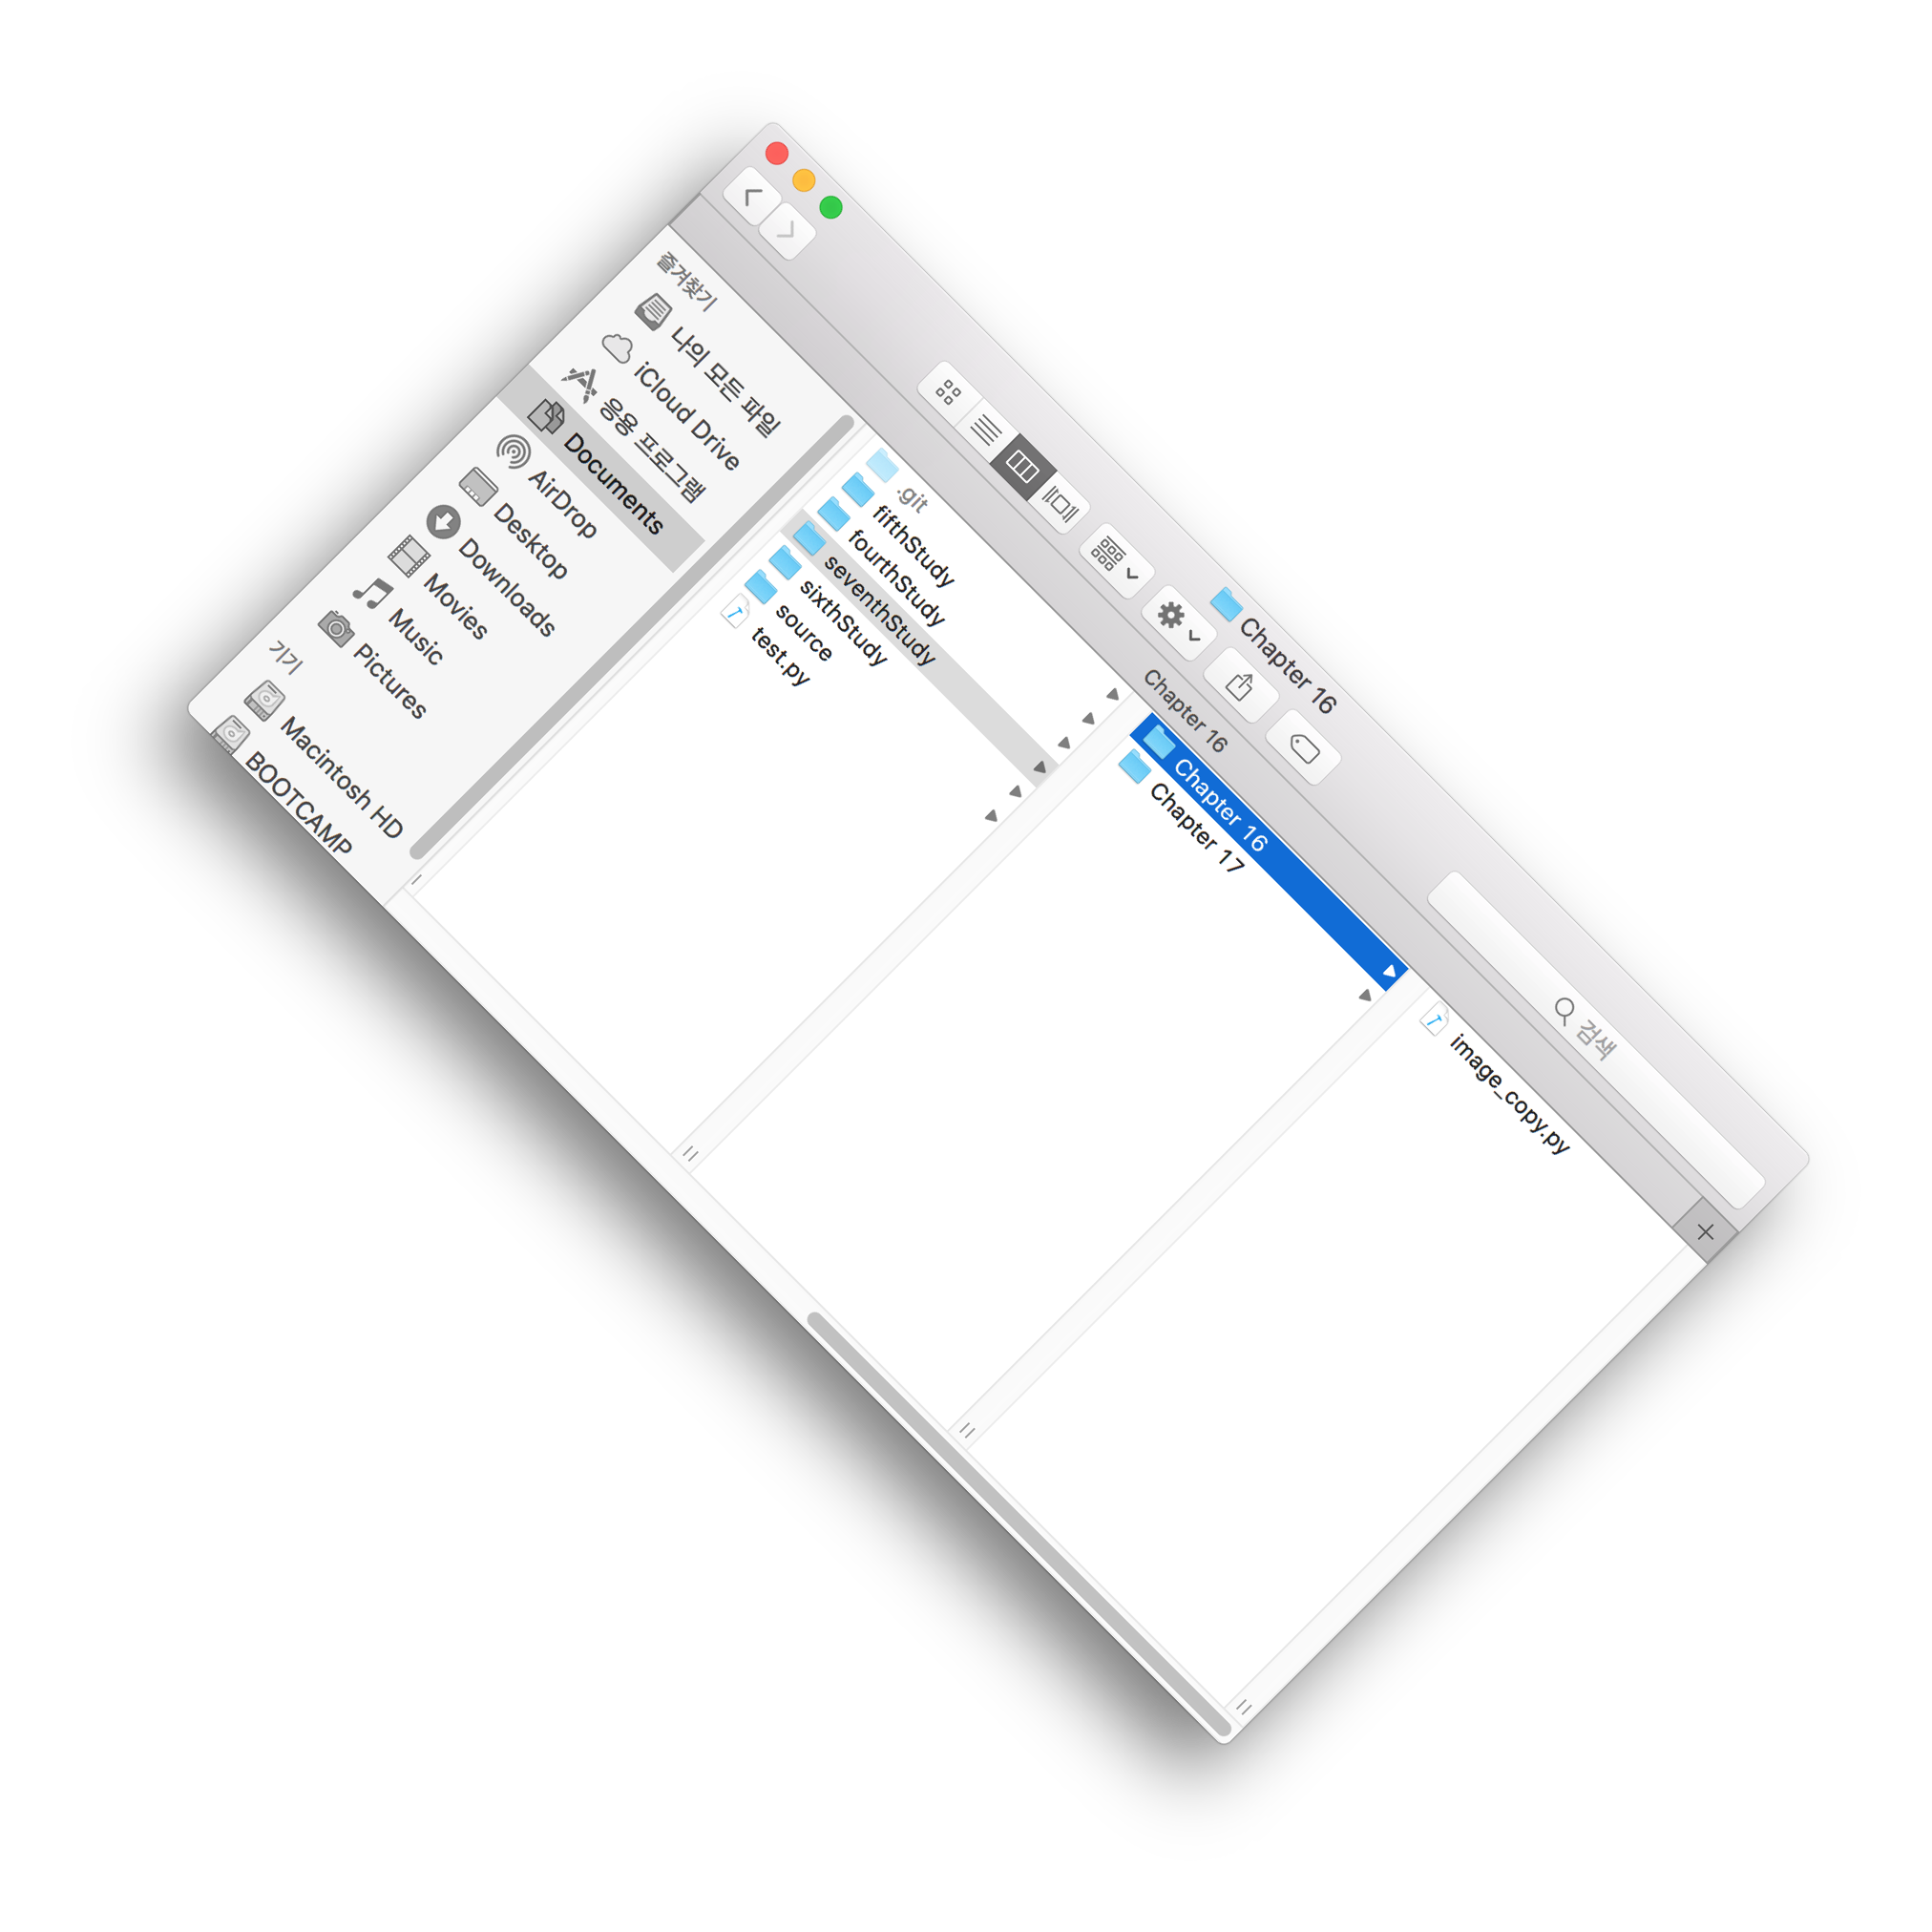 Chapter 16
검색
Chapter 16
즐겨찾기
나의 모든 파일
iCloud Drive
응용 프로그램
Documents
AirDrop
Desktop
Downloads
Movies
Music
Pictures
기기
Macintosh HD
BOOTCAMP
.git
fifthStudy
fourthStudy
seventhStudy
sixthStudy
source
test.py
Chapter 16
Chapter 17
image_copy.py